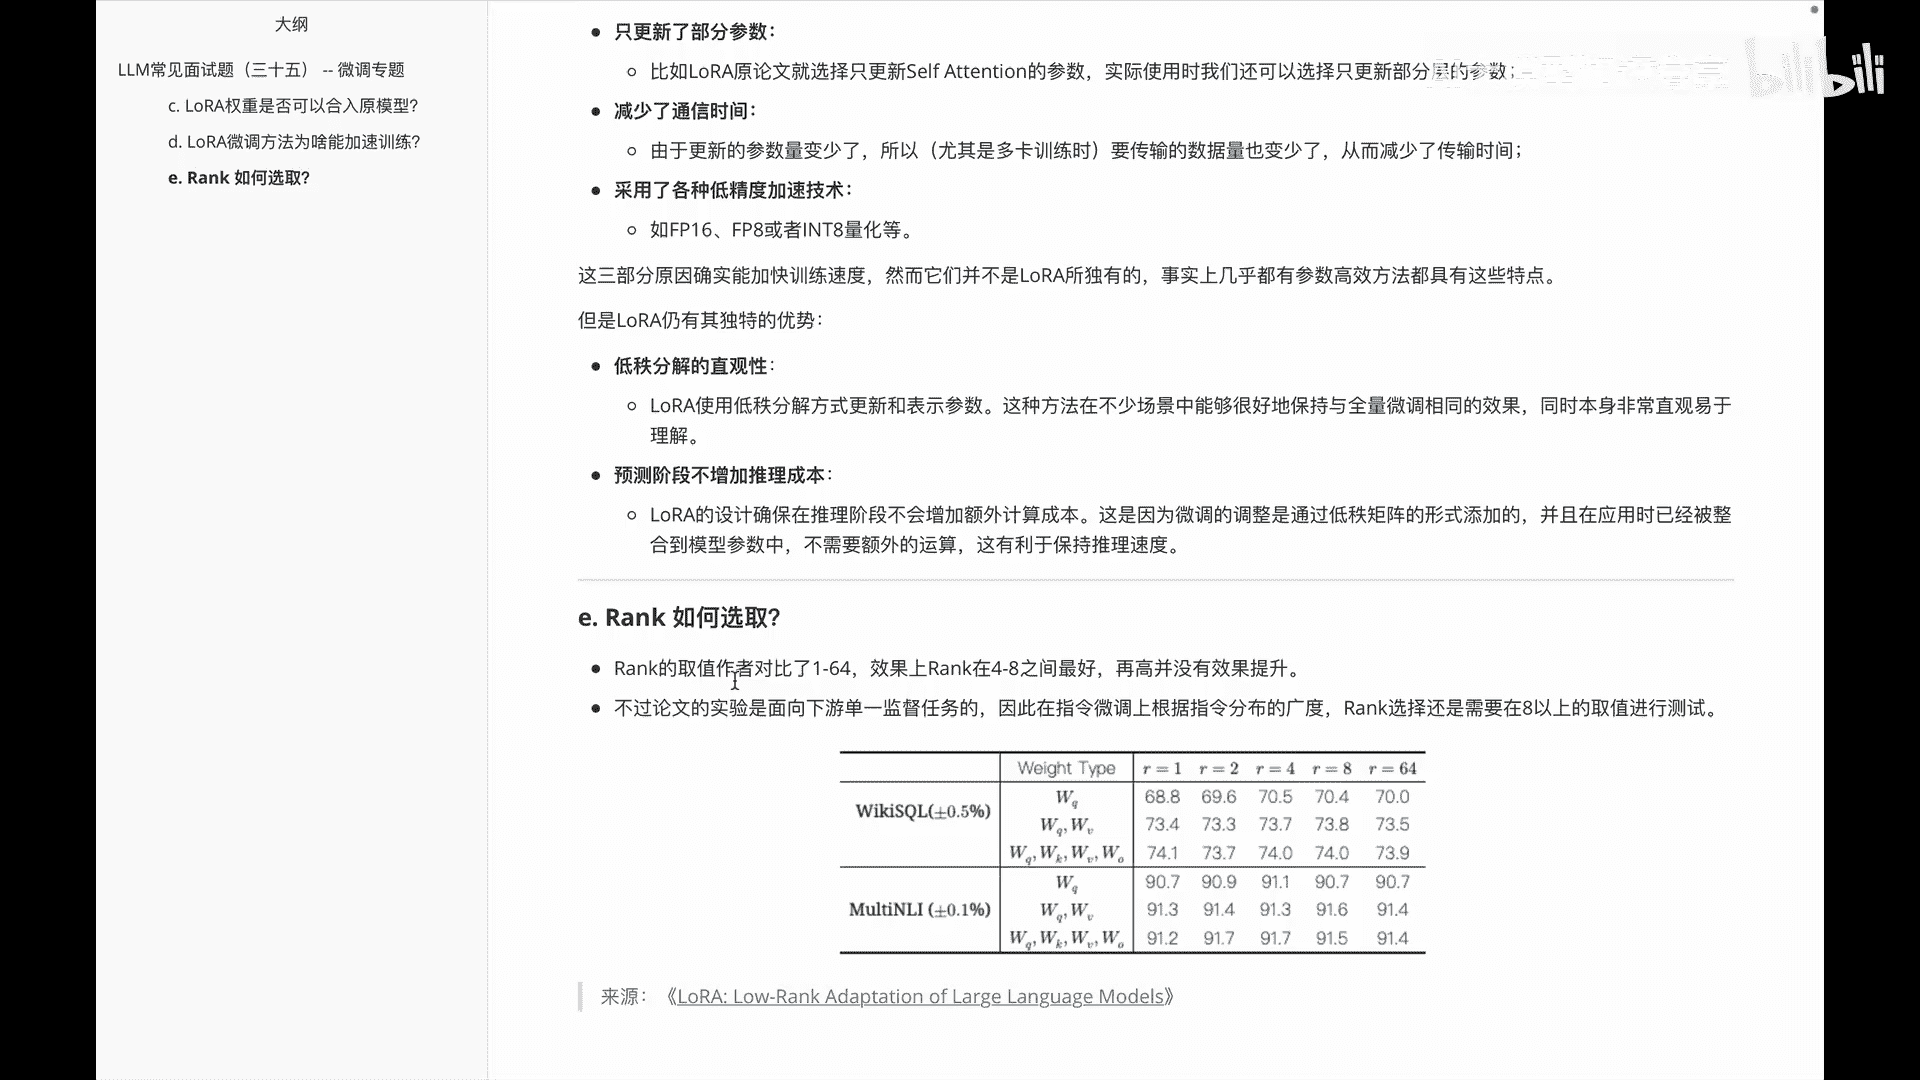 大纲
LLM常见面试题（三十五） -- 微调专题
c. LoRA权重是否可以合入原模型？
d. LoRA微调方法为啥能加速训练？
e. Rank 如何选取？
只更新了部分参数：
比如LoRA原论文就选择只更新Self Attention的参数，实际使用时我们还可以选择只更新部分层的参数；
bilibili
减少了通信时间：
由于更新的参数量变少了，所以（尤其是多卡训练时）要传输的数据量也变少了，从而减少了传输时间；
采用了各种低精度加速技术：
如FP16、FP8或者INT8量化等。
这三部分原因确实能加快训练速度，然而它们并不是LoRA所独有的，事实上几乎都有参数高效方法都具有这些特点。
但是LoRA仍有其独特的优势：
低秩分解的直观性：
LoRA使用低秩分解方式更新和表示参数。这种方法在不少场景中能够很好地保持与全量微调相同的效果，同时本身非常直观易于
理解。
预测阶段不增加推理成本：
LoRA的设计确保在推理阶段不会增加额外计算成本。这是因为微调的调整是通过低秩矩阵的形式添加的，并且在应用时已经被整
合到模型参数中，不需要额外的运算，这有利于保持推理速度。
e. Rank 如何选取？
Rank的取值作者对比了1-64，效果上Rank在4-8之间最好，再高并没有效果提升。
不过论文的实验是面向下游单一监督任务的，因此在指令微调上根据指令分布的广度，Rank选择还是需要在8以上的取值进行测试。
Weight Type r = 1 r = 2 r = 4 r = 8 r = 64
WikiSQL(±0.5%)
W_q 68.8 69.6 70.5 70.4 70.0
W_q, W_v 73.4 73.3 73.7 73.8 73.5
W_q, W_k, W_v, W_o 74.1 73.7 74.0 74.0 73.9
MultiNLI (±0.1%)
W_q 90.7 90.9 91.1 90.7 90.7
W_q, W_v 91.3 91.4 91.3 91.6 91.4
W_q, W_k, W_v, W_o 91.2 91.7 91.7 91.5 91.4
来源：《LoRA: Low-Rank Adaptation of Large Language Models》